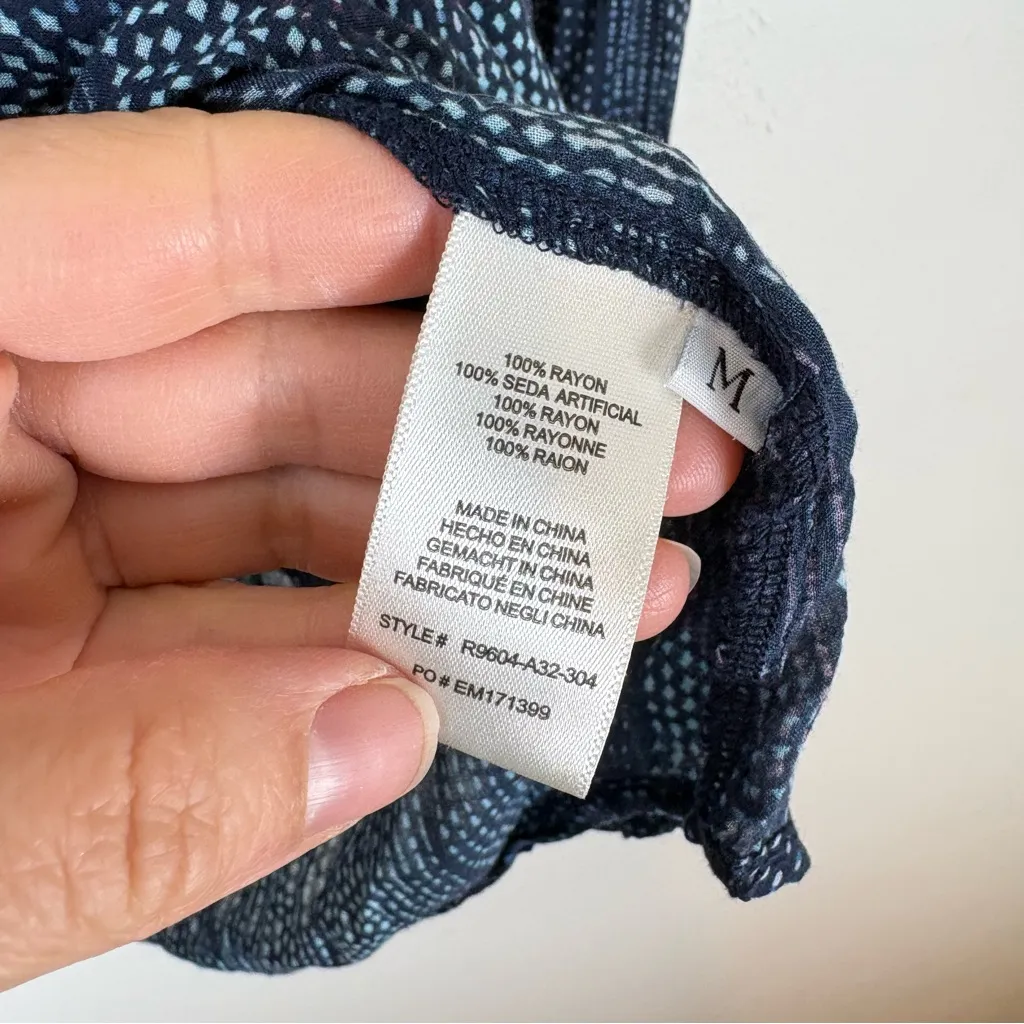 100% RAYON
100% SEDA ARTIFICIAL
100% RAYON
100% RAYONNE
100% RAION
MADE IN CHINA
HECHO EN CHINA
GEMACHT IN CHINA
FABRIQUÉ EN CHINE
FABRICATO NEGLI CHINA
STYLE# R9604-A32-304
PO# EM171399
M